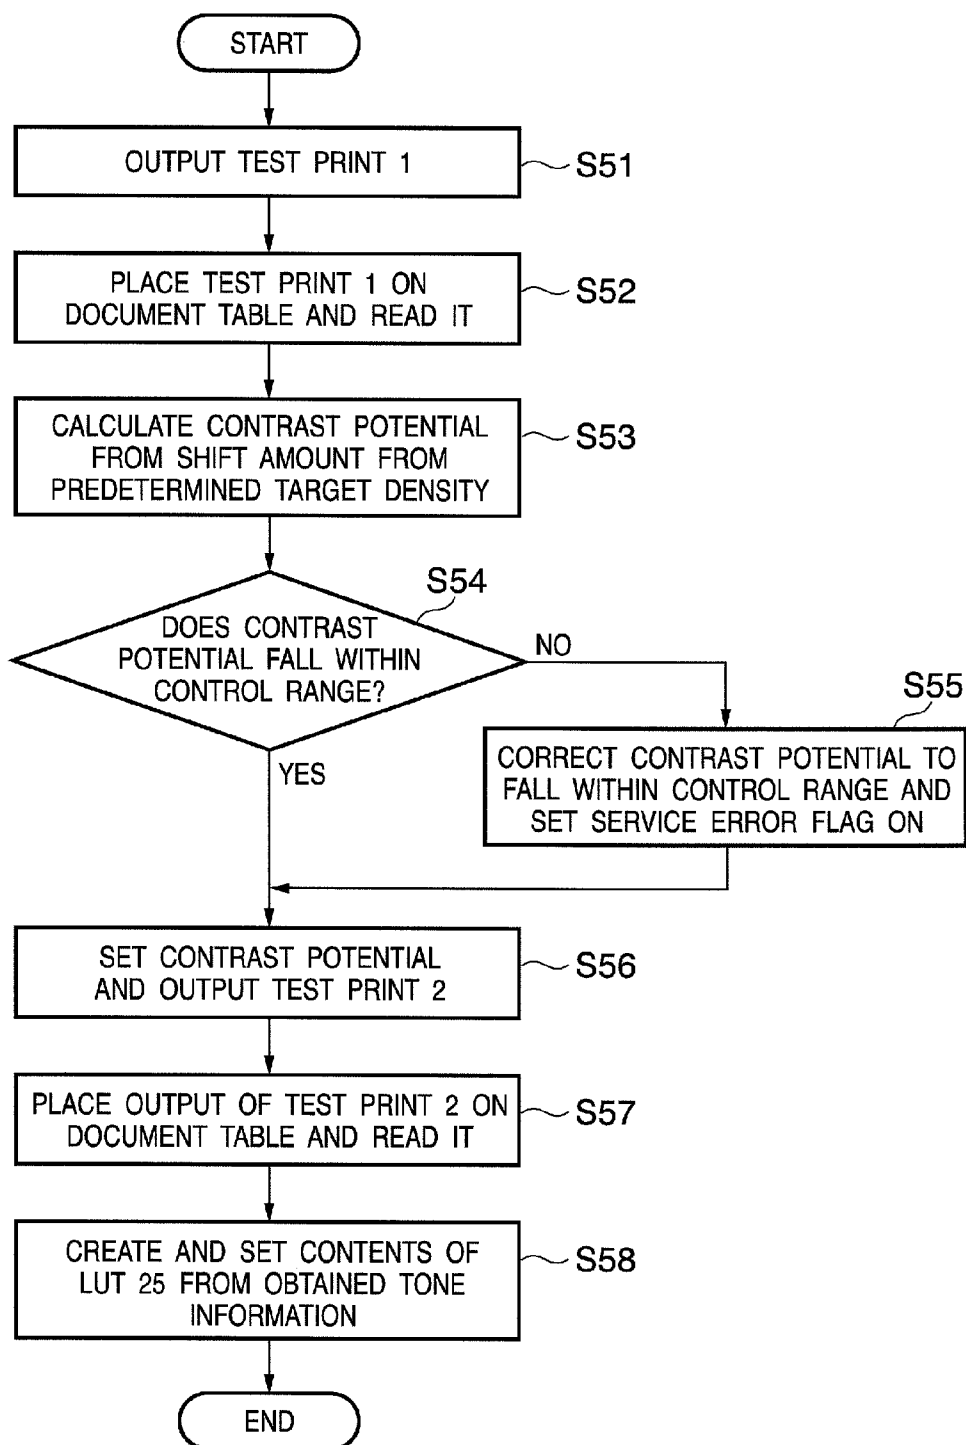 START
OUTPUT TEST PRINT 1
S51
PLACE TEST PRINT 1 ON
DOCUMENT TABLE AND READ IT
S52
CALCULATE CONTRAST POTENTIAL
FROM SHIFT AMOUNT FROM
PREDETERMINED TARGET DENSITY
S53
S54
DOES CONTRAST
POTENTIAL FALL WITHIN
CONTROL RANGE?
NO
YES
S55
CORRECT CONTRAST POTENTIAL TO
FALL WITHIN CONTROL RANGE AND
SET SERVICE ERROR FLAG ON
SET CONTRAST POTENTIAL
AND OUTPUT TEST PRINT 2
S56
PLACE OUTPUT OF TEST PRINT 2 ON
DOCUMENT TABLE AND READ IT
S57
CREATE AND SET CONTENTS OF
LUT 25 FROM OBTAINED TONE
INFORMATION
S58
END